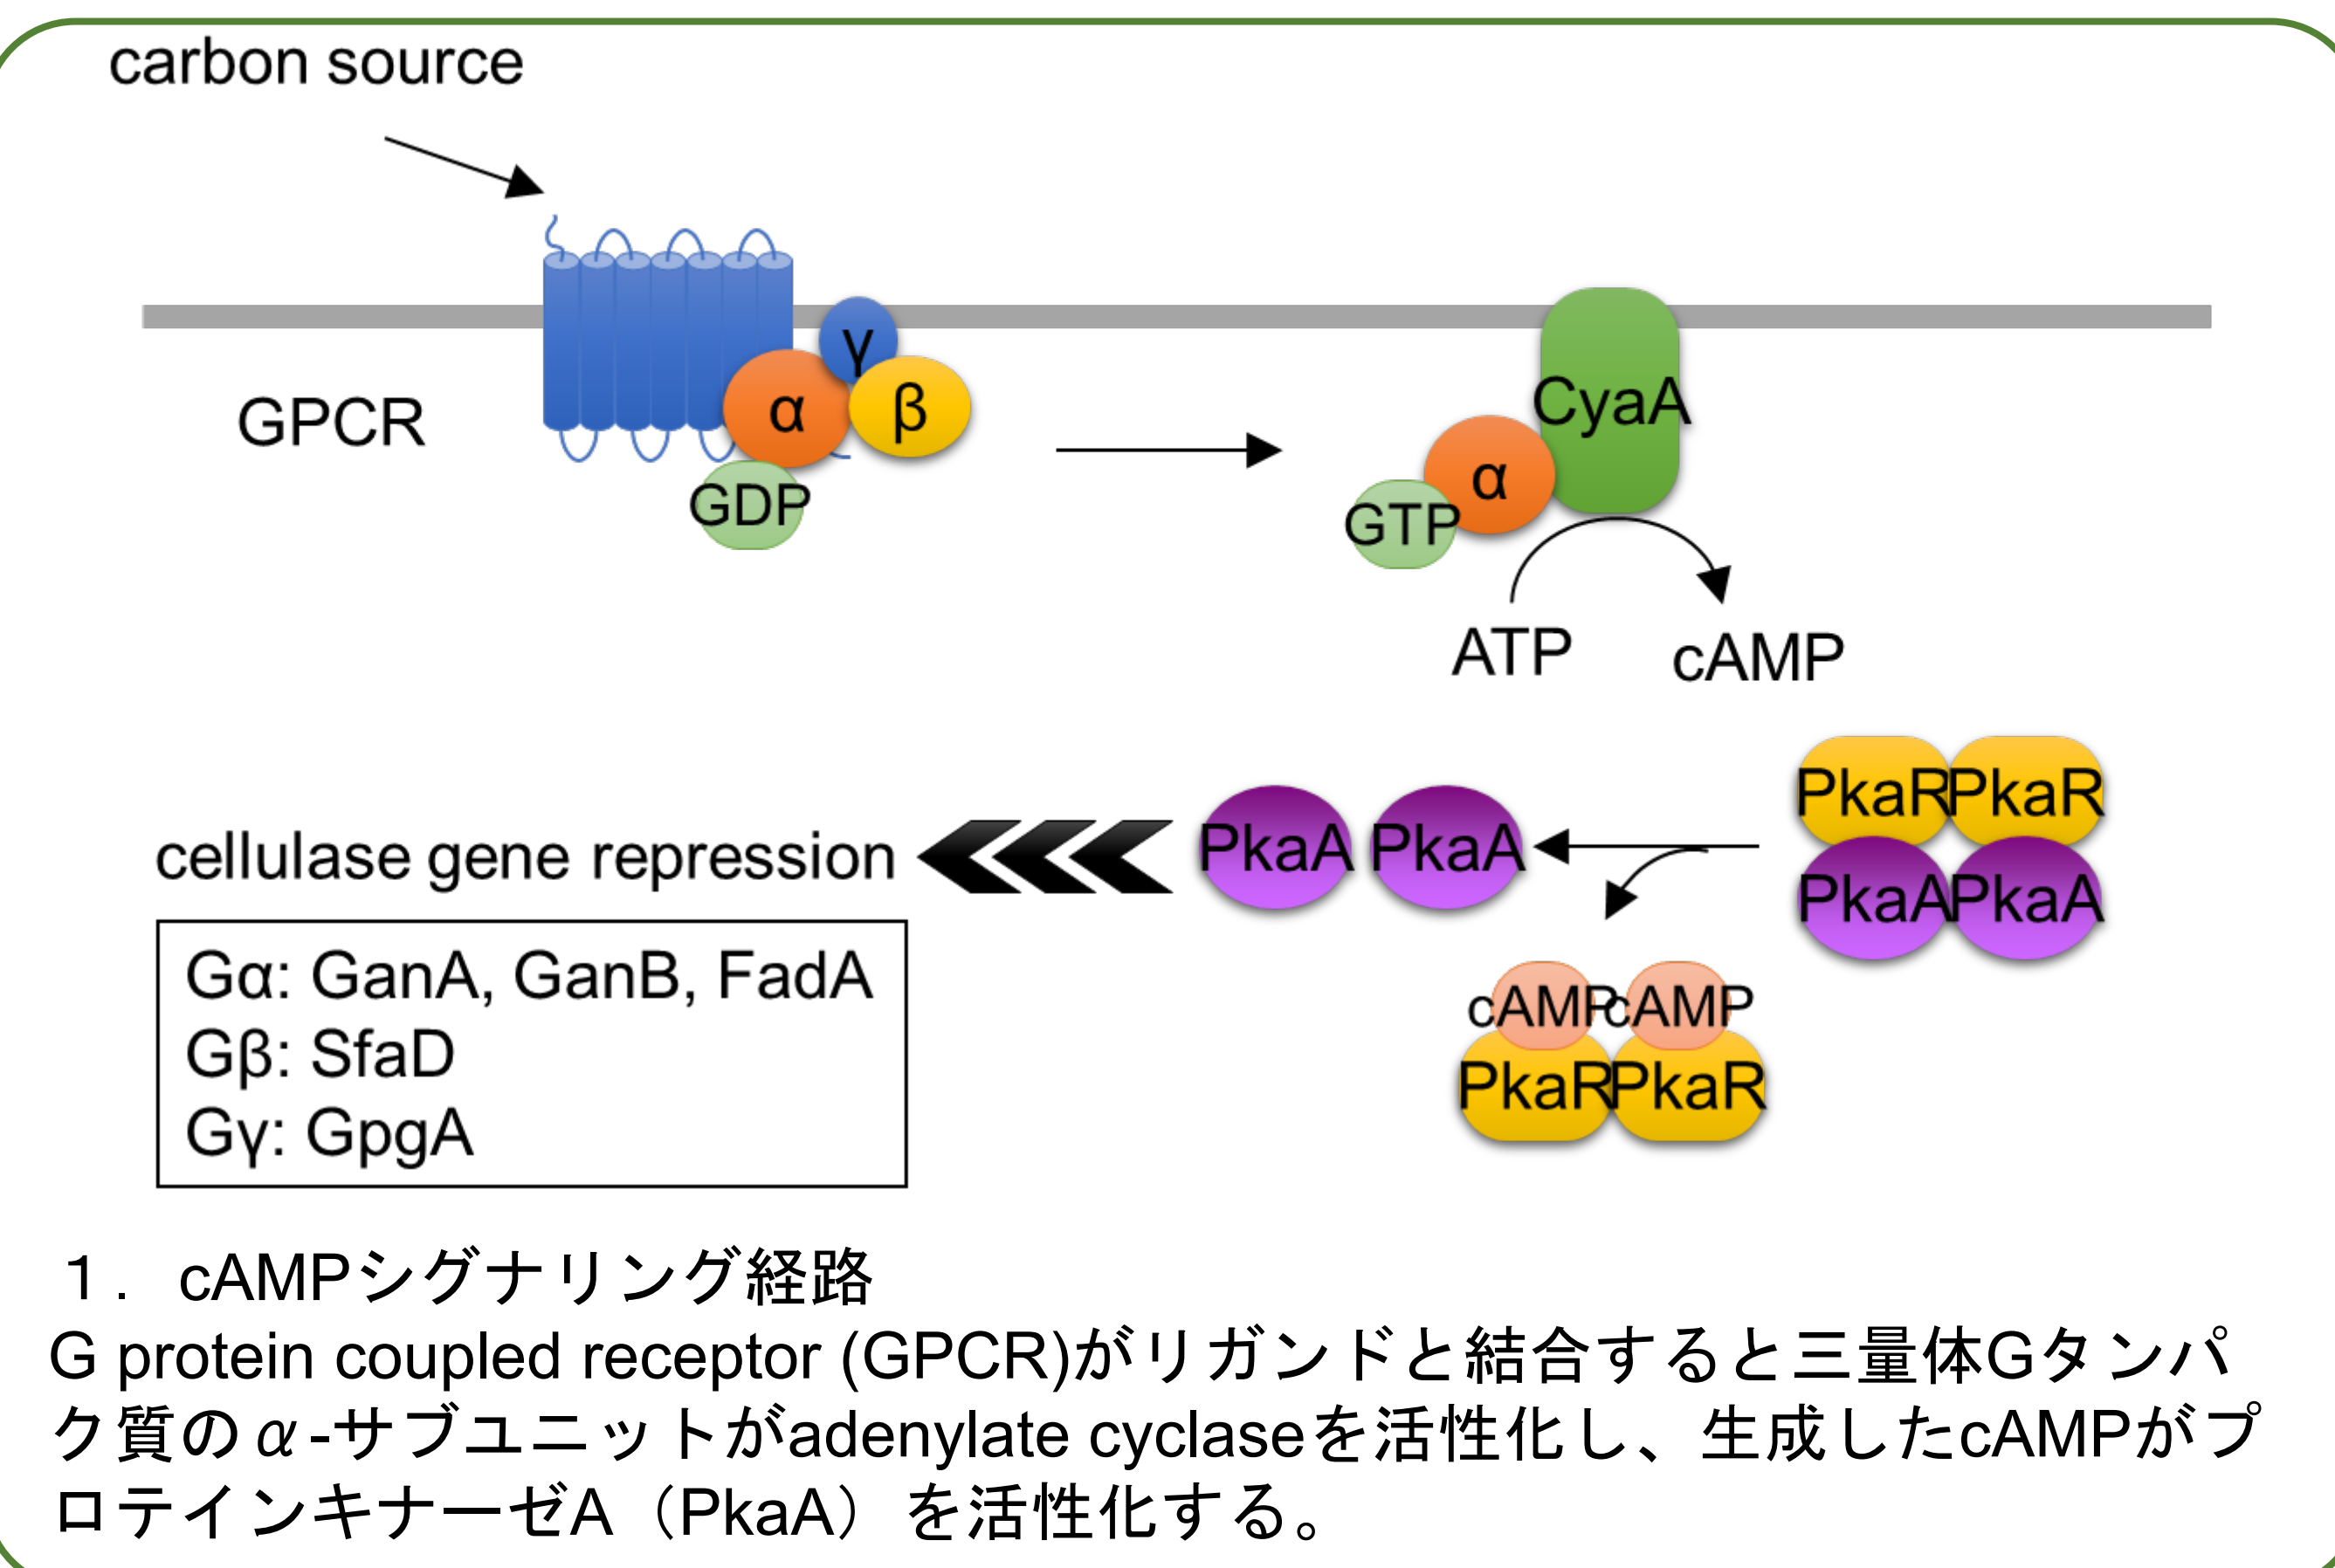 carbon source
GPCR
α
γ
β
GDP
CyaA
α
GTP
ATP
cAMP
PkaR PkaR
PkaA PkaA
PkaA PkaA
cellulase gene repression
cAMP cAMP
PkaR PkaR
Gα: GanA, GanB, FadA
Gβ: SfaD
Gγ: GpgA
１. cAMPシグナリング経路
G protein coupled receptor (GPCR)がリガンドと結合すると三量体Gタンパ
ク質のα-サブユニットがadenylate cyclaseを活性化し、生成したcAMPがプ
ロテインキナーゼA（PkaA）を活性化する。